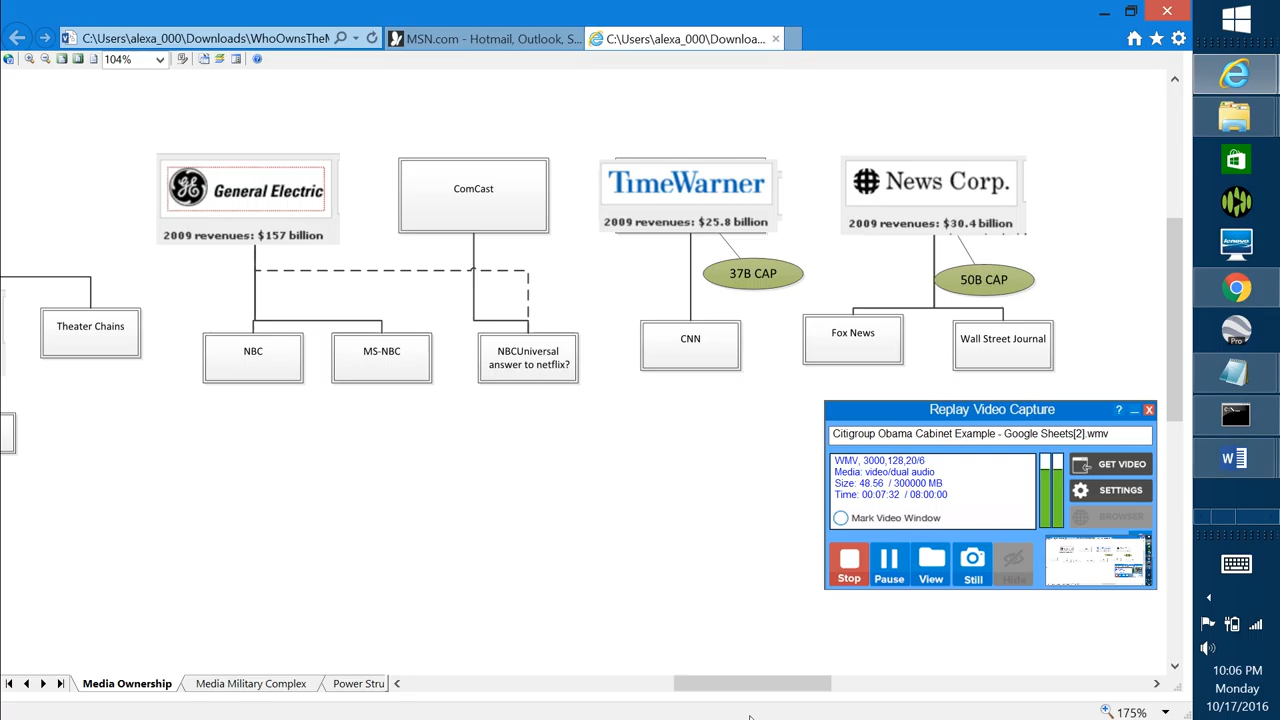 C:\Users\alexa_000\Downloads\WhoOwnsTheM
MSN.com - Hotmail, Outlook, S...
C:\Users\alexa_000\Downloa...
104%
General Electric
2009 revenues: $157 billion
ComCast
TimeWarner
2009 revenues: $25.8 billion
News Corp.
2009 revenues: $30.4 billion
37B CAP
50B CAP
Theater Chains
NBC
MS-NBC
NBCUniversal
answer to netflix?
CNN
Fox News
Wall Street Journal
Replay Video Capture
Citigroup Obama Cabinet Example - Google Sheets[2].wmv
WMV, 3000,128,20/6
Media: video/dual audio
Size: 48.56 / 300000 MB
Time: 00:07:32 / 08:00:00
Mark Video Window
GET VIDEO
SETTINGS
BROWSER
Stop
Pause
View
Still
Hide
Media Ownership
Media Military Complex
Power Stru
175%
lenovo
Pro
10:06 PM
Monday
10/17/2016